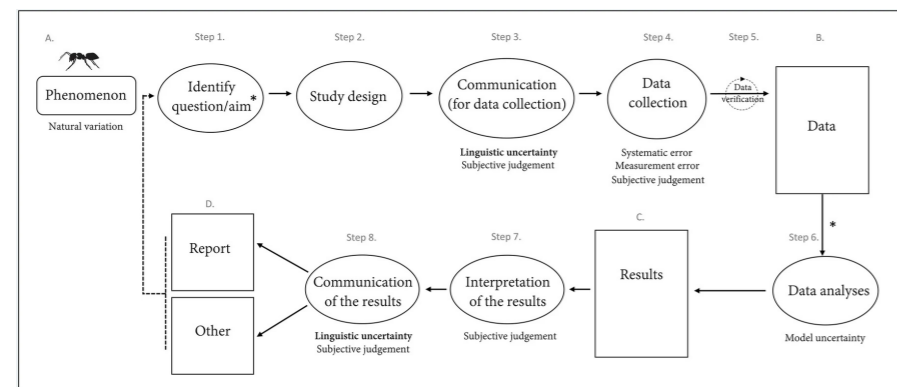 A.
Phenomenon
Natural variation
Step 1.
Identify
question/aim*
Step 2.
Study design
Step 3.
Communication
(for data collection)
Linguistic uncertainty
Subjective judgement
Step 4.
Data
collection
Systematic error
Measurement error
Subjective judgement
Step 5.
Data
verification
B.
Data
*
Step 6.
Data analyses
Model uncertainty
C.
Results
Step 7.
Interpretation
of the results
Subjective judgement
Step 8.
Communication
of the results
Linguistic uncertainty
Subjective judgement
D.
Report
Other